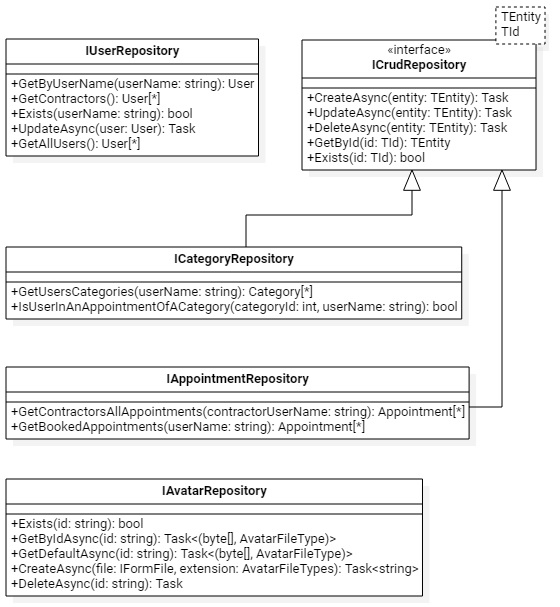 IUserRepository
+GetByUserName(userName: string): User
+GetContractors(): User[*]
+Exists(userName: string): bool
+UpdateAsync(user: User): Task
+GetAllUsers(): User[*]
TEntity
TId
«interface»
ICrudRepository
+CreateAsync(entity: TEntity): Task
+UpdateAsync(entity: TEntity): Task
+DeleteAsync(entity: TEntity): Task
+GetById(id: TId): TEntity
+Exists(id: TId): bool
ICategoryRepository
+GetUsersCategories(userName: string): Category[*]
+IsUserInAnAppointmentOfACategory(categoryId: int, userName: string): bool
IAppointmentRepository
+GetContractorsAllAppointments(contractorUserName: string): Appointment[*]
+GetBookedAppointments(userName: string): Appointment[*]
IAvatarRepository
+Exists(id: string): bool
+GetByIdAsync(id: string): Task<(byte[], AvatarFileType)>
+GetDefaultAsync(id: string): Task<(byte[], AvatarFileType)>
+CreateAsync(file: IFormFile, extension: AvatarFileTypes): Task<string>
+DeleteAsync(id: string): Task